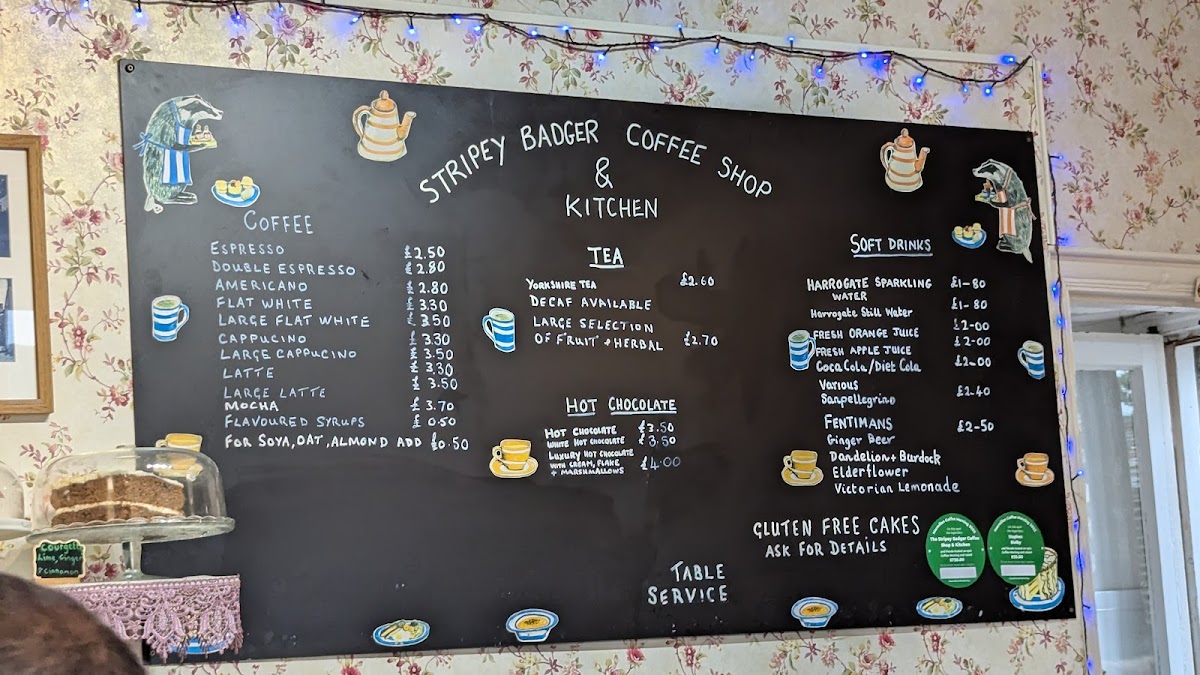 STRIPEY BADGER COFFEE SHOP
&
KITCHEN
COFFEE
ESPRESSO £2.50
DOUBLE ESPRESSO £2.80
AMERICANO £2.80
FLAT WHITE £3.30
LARGE FLAT WHITE £3.50
CAPPUCINO £3.30
LARGE CAPPUCINO £3.50
LATTE £3.30
LARGE LATTE £3.50
MOCHA £3.70
FLAVOURED SYRUPS £0.50
FOR SOYA, OAT, ALMOND ADD £0.50
TEA
YORKSHIRE TEA £2.60
DECAF AVAILABLE
LARGE SELECTION
OF FRUIT + HERBAL £2.70
HOT CHOCOLATE
HOT CHOCOLATE £3.50
WHITE HOT CHOCOLATE £3.50
LUXURY HOT CHOCOLATE
WITH CREAM, FLAKE £4.00
+ MARSHMALLOWS
SOFT DRINKS
HARROGATE SPARKLING £1-80
WATER
Harrogate Still Water £1-80
FRESH ORANGE JUICE £2-00
FRESH APPLE JUICE £2-00
Coca Cola/Diet Cola £2-00
Various
Sanpellegrino £2.40
FENTIMANS £2-50
Ginger Beer
Dandelion + Burdock
Elderflower
Victorian Lemonade
GLUTEN FREE CAKES
ASK FOR DETAILS
TABLE
SERVICE
The Stripey Badger Coffee
Shop & Kitchen
Courgette
Lime, Ginger
& Cinnamon